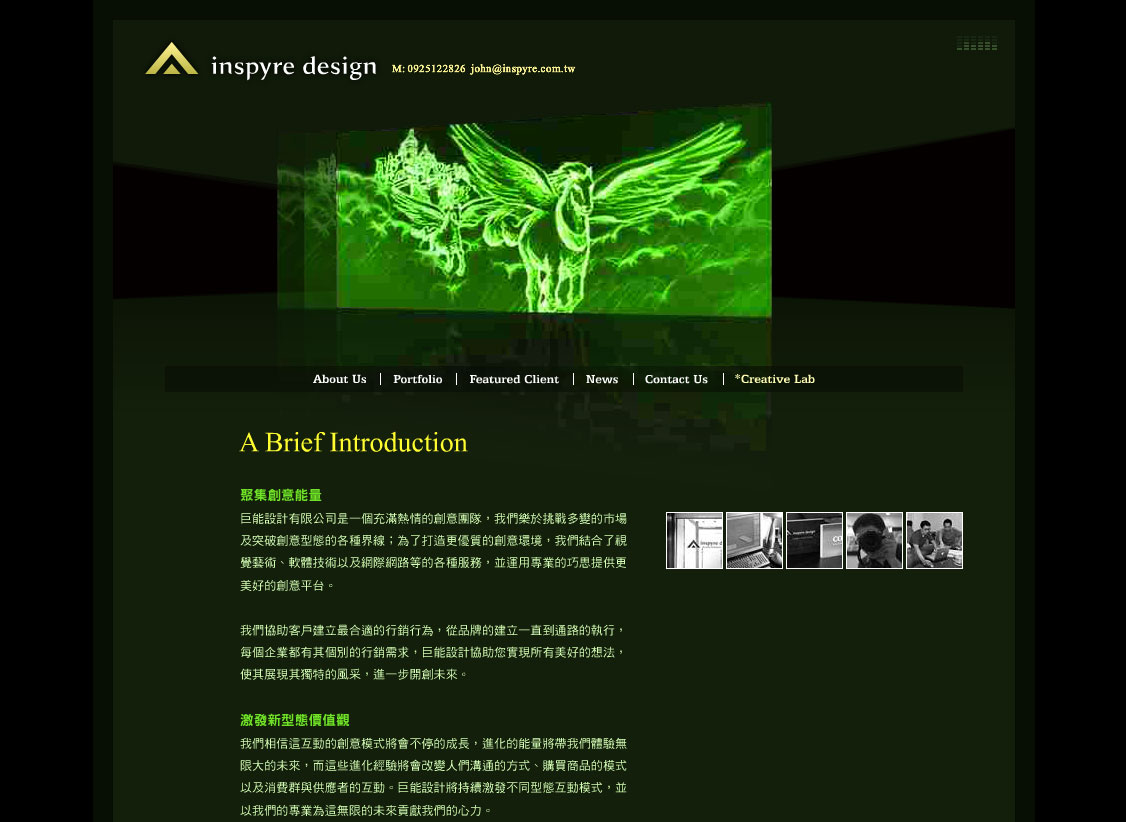 inspyre design M: 0925122826 john@inspyre.com.tw
About Us | Portfolio | Featured Client | News | Contact Us | *Creative Lab
A Brief Introduction
聚集創意能量
巨能設計有限公司是一個充滿熱情的創意團隊，我們樂於挑戰多變的市場
及突破創意型態的各種界線；為了打造更優質的創意環境，我們結合了視
覺藝術、軟體技術以及網際網路等的各種服務，並運用專業的巧思提供更
美好的創意平台。
我們協助客戶建立最合適的行銷行為，從品牌的建立一直到通路的執行，
每個企業都有其個別的行銷需求，巨能設計協助您實現所有美好的想法，
使其展現其獨特的風采，進一步開創未來。
激發新型態價值觀
我們相信這互動的創意模式將會不停的成長，進化的能量將帶我們體驗無
限大的未來，而這些進化經驗將會改變人們溝通的方式、購買商品的模式
以及消費群與供應者的互動。巨能設計將持續激發不同型態互動模式，並
以我們的專業為這無限的未來貢獻我們的心力。